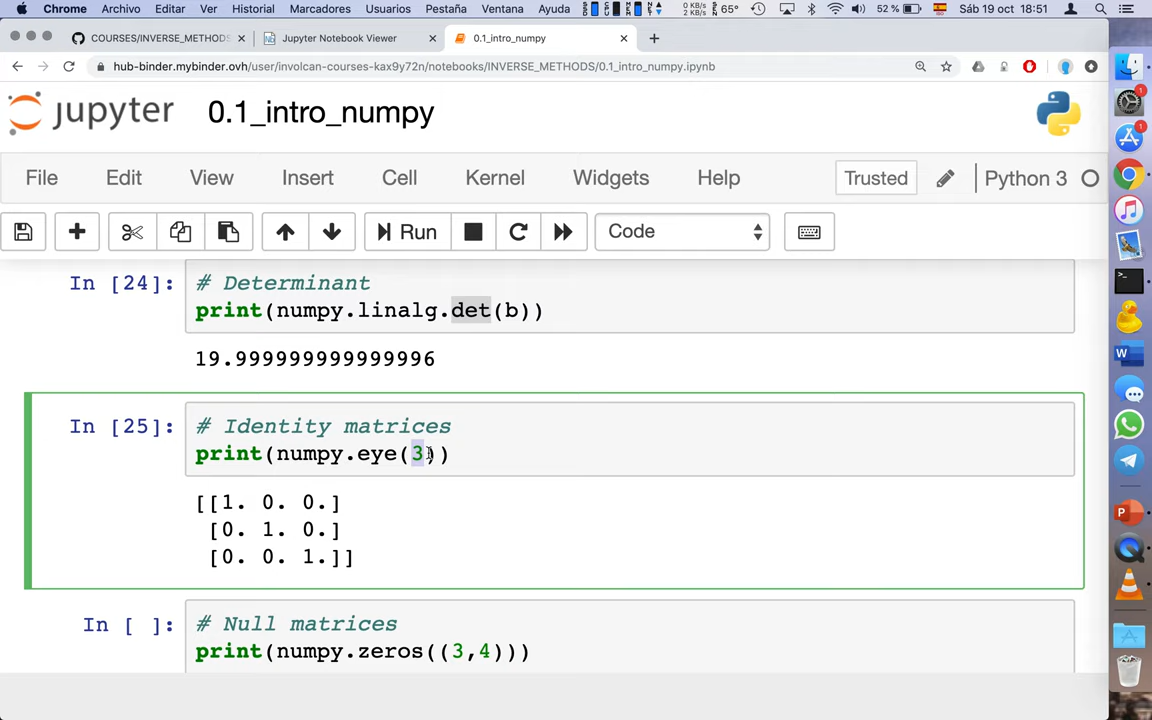 Chrome Archivo Editar Ver Historial Marcadores Usuarios Pestaña Ventana Ayuda 0 KB/s 2 KB/s 65° 52 % Sáb 19 oct 18:51
COURSES/INVERSE_METHODS Jupyter Notebook Viewer 0.1_intro_numpy
hub-binder.mybinder.ovh/user/involcan-courses-kax9y72n/notebooks/INVERSE_METHODS/0.1_intro_numpy.ipynb
jupyter 0.1_intro_numpy
File Edit View Insert Cell Kernel Widgets Help Trusted Python 3
Run Code
In [24]: # Determinant
print(numpy.linalg.det(b))
19.999999999999996
In [25]: # Identity matrices
print(numpy.eye(3))
[[1. 0. 0.]
[0. 1. 0.]
[0. 0. 1.]]
In [ ]: # Null matrices
print(numpy.zeros((3,4)))